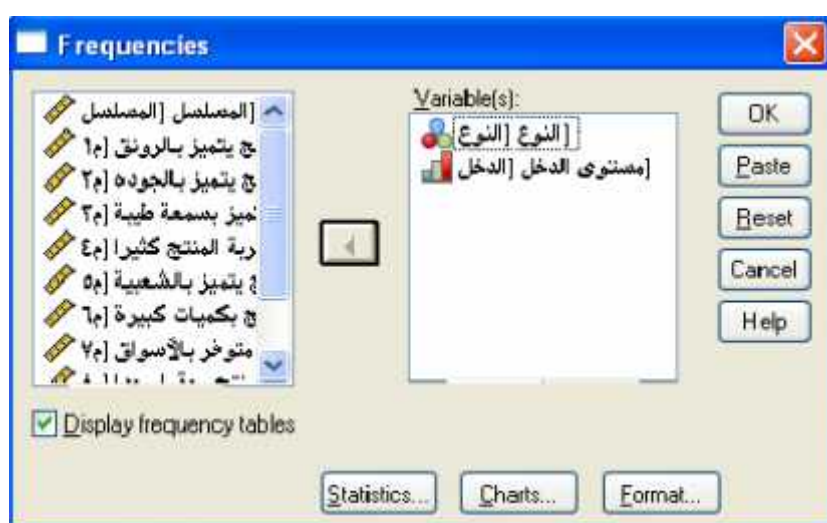 Frequencies
المسلسل [المسلسل]
ج يتميز بالرونق [م١
ج يتميز بالجوده [م٢
تميز بسمعة طيبة [م٣
ربة المنتج كثيرا [م٤
ج يتميز بالشعبية [م٥
ج بكميات كبيرة [م٦
متوفر بالأسواق [م٧
Variable(s):
النوع [النوع]
مستوى الدخل [الدخل]
OK
Paste
Reset
Cancel
Help
Display frequency tables
Statistics...
Charts...
Format...